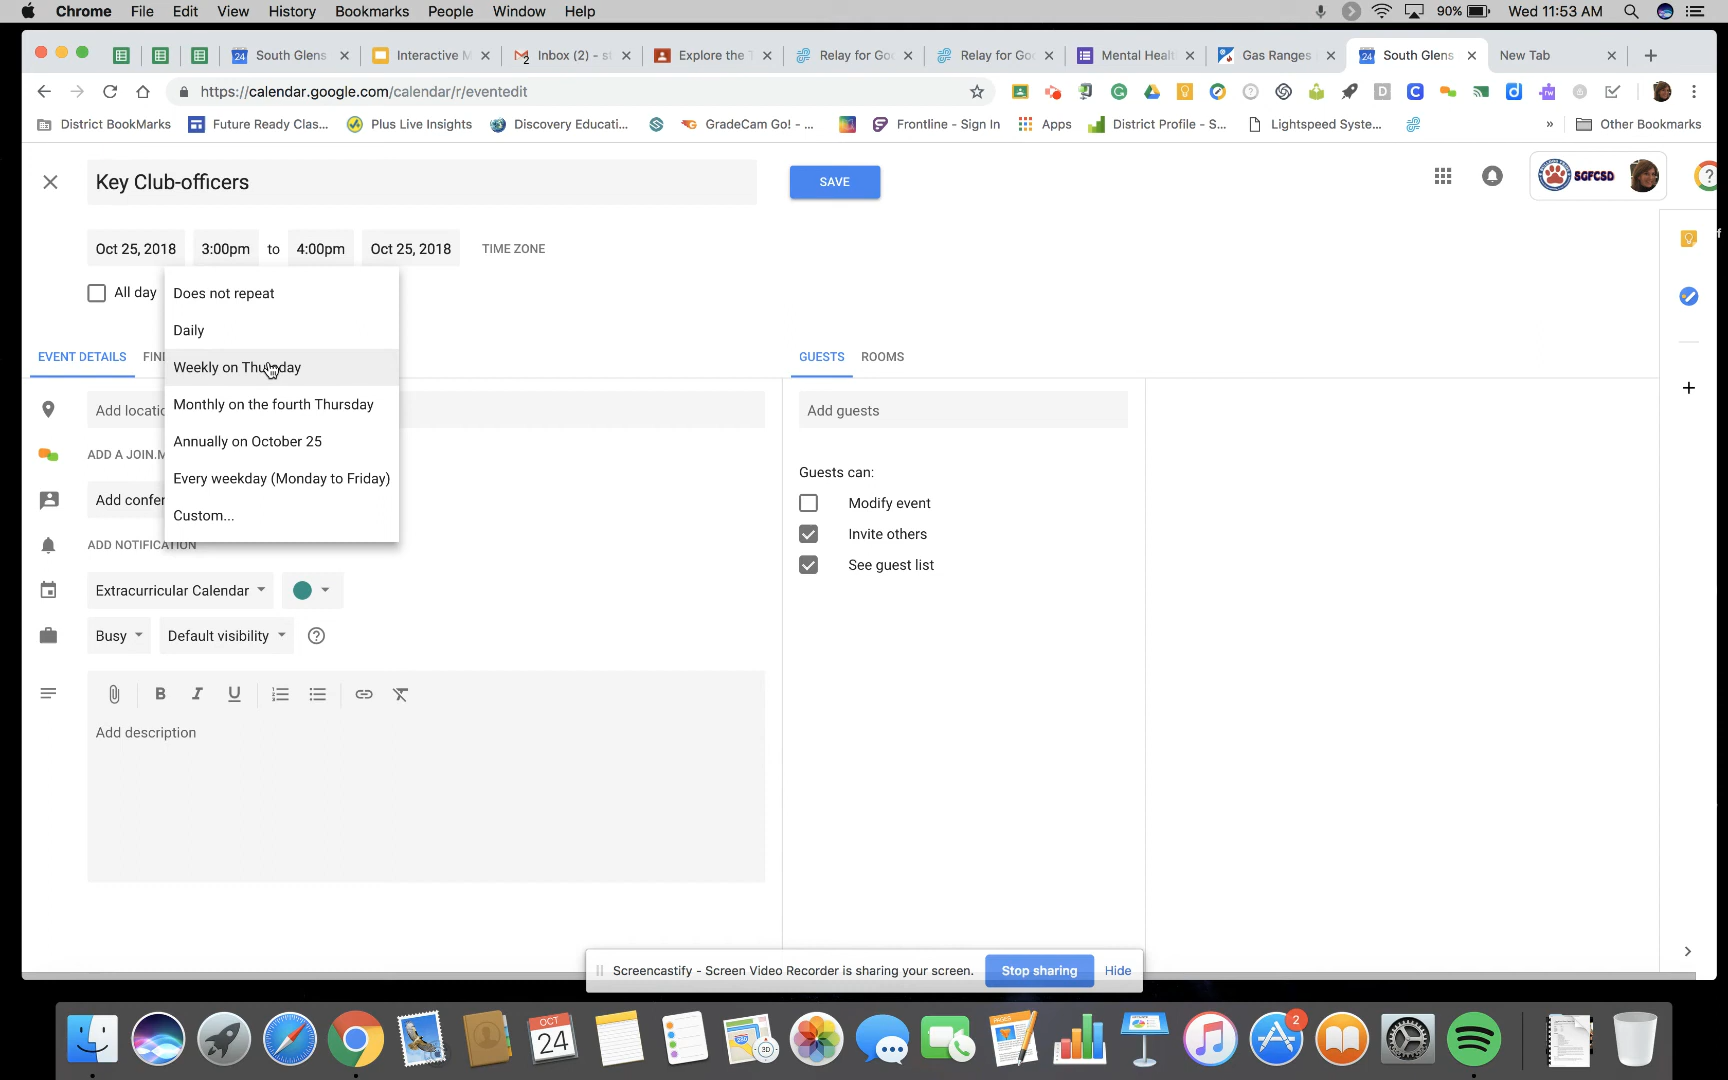 Chrome File Edit View History Bookmarks People Window Help 90% Wed 11:53 AM
24 South Glens Interactive M Inbox (2) - st Explore the T Relay for Goo Relay for Goo Mental Healt Gas Ranges 24 South Glens New Tab
https://calendar.google.com/calendar/r/eventedit
District BookMarks Future Ready Clas... Plus Live Insights Discovery Educati... GradeCam Go! - ... Frontline - Sign In Apps District Profile - S... Lightspeed Syste... » Other Bookmarks
Key Club-officers SAVE SGFCSD
Oct 25, 2018 3:00pm to 4:00pm Oct 25, 2018 TIME ZONE
All day Does not repeat
Daily
EVENT DETAILS FIN GUESTS ROOMS
Weekly on Thursday
Monthly on the fourth Thursday
Add locatio Add guests
Annually on October 25
ADD A JOIN.M
Guests can:
Every weekday (Monday to Friday)
Add confer Modify event
Custom...
Invite others
ADD NOTIFICATION
See guest list
Extracurricular Calendar
Busy Default visibility
B I U
Add description
Screencastify - Screen Video Recorder is sharing your screen. Stop sharing Hide
OCT
24
3D
2